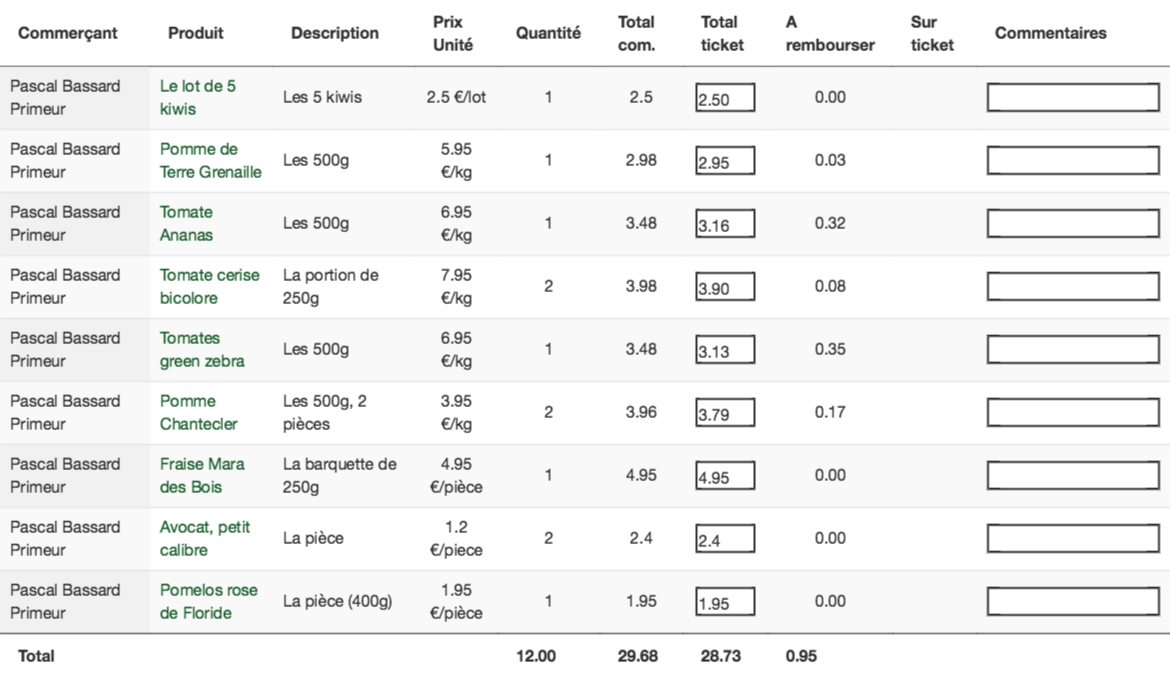 Commerçant Produit Description Prix Unité Quantité Total com. Total ticket A rembourser Sur ticket Commentaires
Pascal Bassard Primeur Le lot de 5 kiwis Les 5 kiwis 2.5 €/lot 1 2.5 2.50 0.00
Pascal Bassard Primeur Pomme de Terre Grenaille Les 500g 5.95 €/kg 1 2.98 2.95 0.03
Pascal Bassard Primeur Tomate Ananas Les 500g 6.95 €/kg 1 3.48 3.16 0.32
Pascal Bassard Primeur Tomate cerise bicolore La portion de 250g 7.95 €/kg 2 3.98 3.90 0.08
Pascal Bassard Primeur Tomates green zebra Les 500g 6.95 €/kg 1 3.48 3.13 0.35
Pascal Bassard Primeur Pomme Chantecler Les 500g, 2 pièces 3.95 €/kg 2 3.96 3.79 0.17
Pascal Bassard Primeur Fraise Mara des Bois La barquette de 250g 4.95 €/pièce 1 4.95 4.95 0.00
Pascal Bassard Primeur Avocat, petit calibre La pièce 1.2 €/piece 2 2.4 2.4 0.00
Pascal Bassard Primeur Pomelos rose de Floride La pièce (400g) 1.95 €/pièce 1 1.95 1.95 0.00
Total 12.00 29.68 28.73 0.95